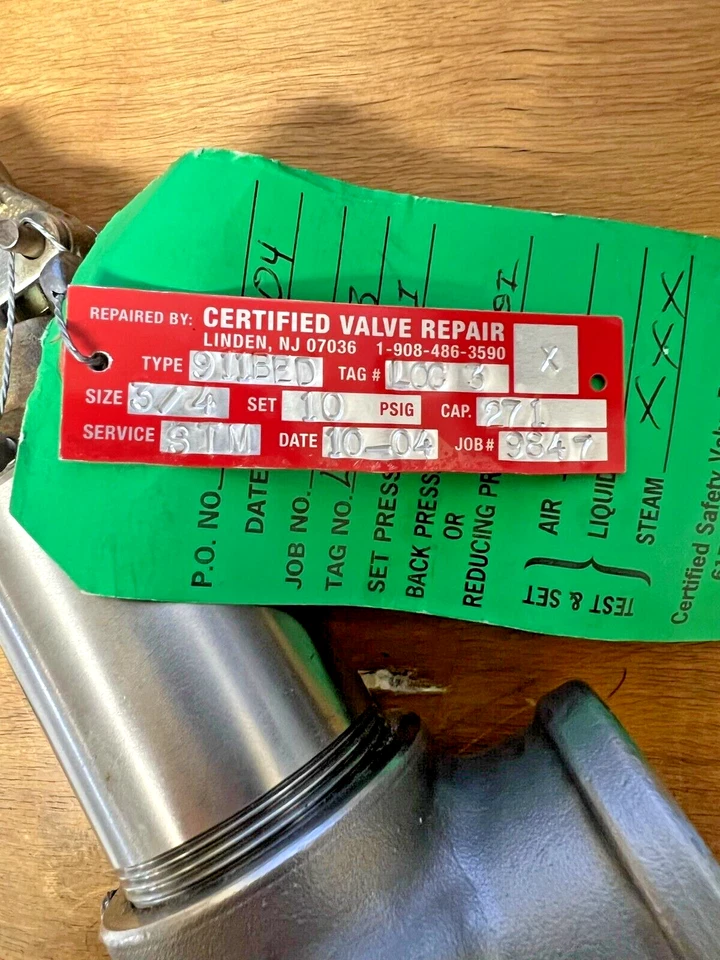 REPAIRED BY: CERTIFIED VALVE REPAIR
LINDEN, NJ 07036 1-908-486-3590
X
TYPE 911BED TAG # LOC 3
SIZE 3/4 SET 10 PSIG CAP. 271
SERVICE STM DATE 10-04 JOB# 9847
P.O. NO.
DATE 04
JOB NO.
TAG NO.
SET PRESS
BACK PRESS
OR
REDUCING PR
TEST & SET
AIR
LIQUID
STEAM XXX
Certified Safety Valve